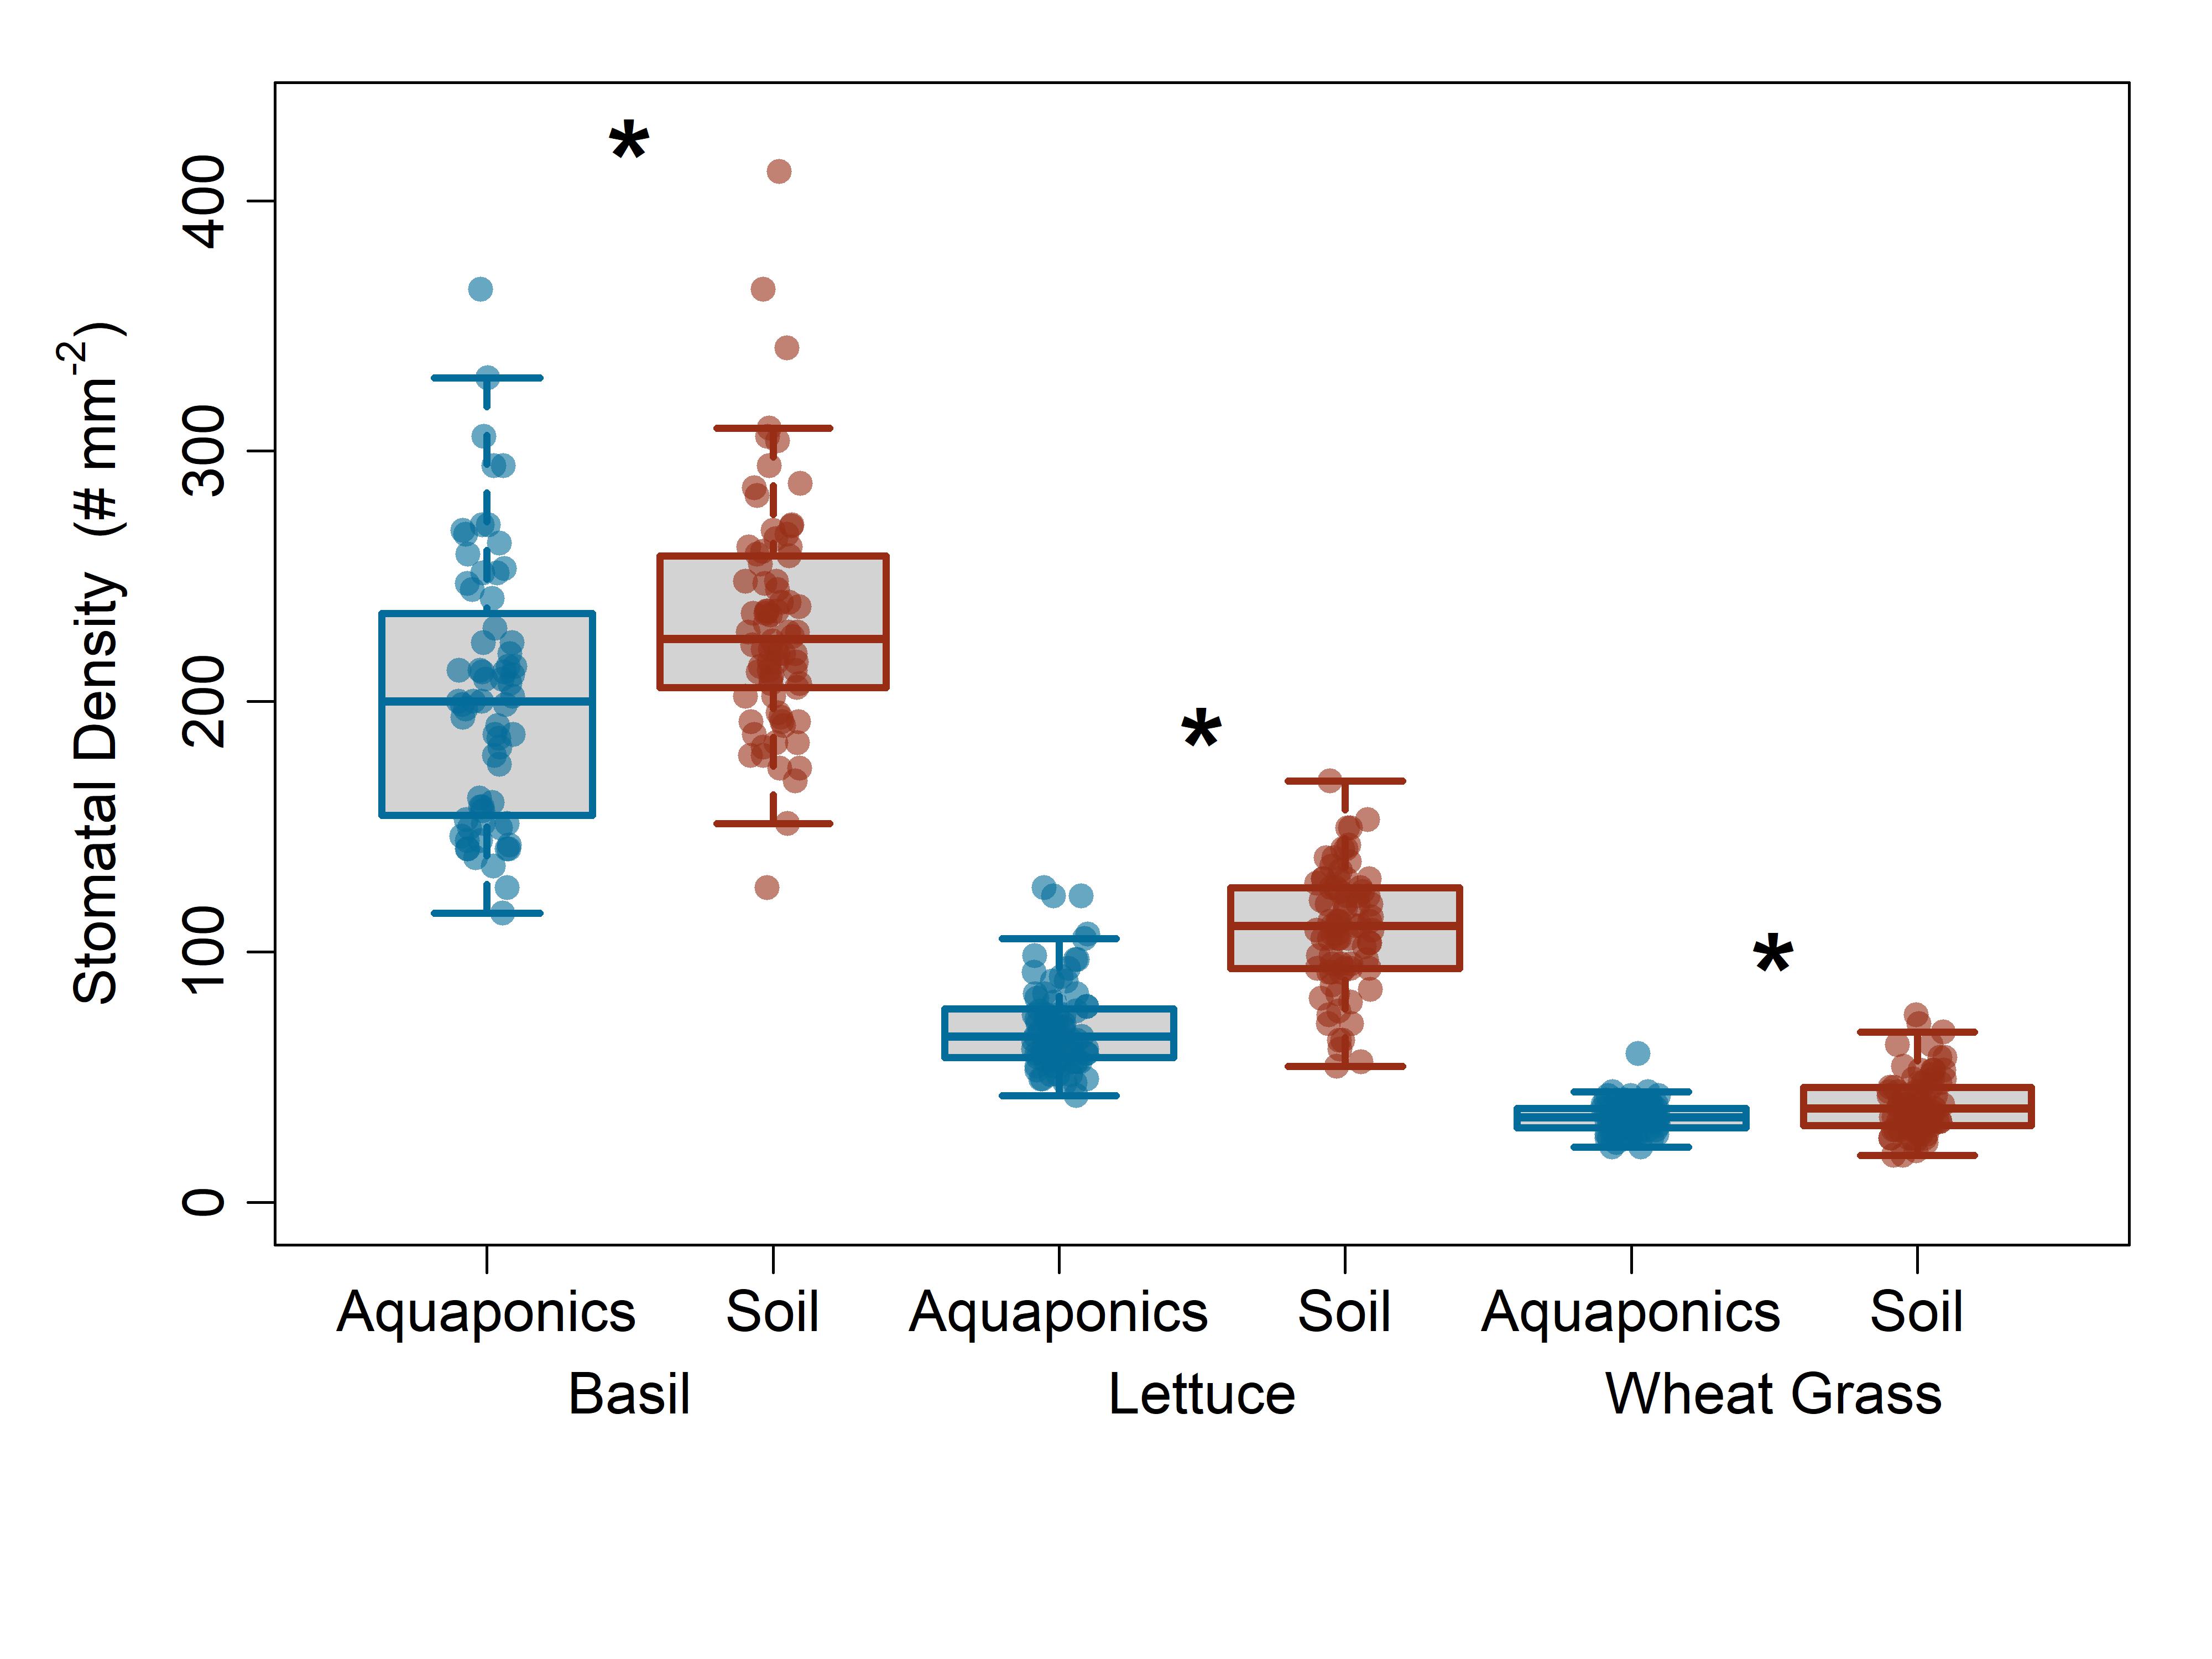 Stomatal Density (# mm-2)
400
300
200
100
0
*
*
*
Aquaponics Soil Aquaponics Soil Aquaponics Soil
Basil Lettuce Wheat Grass